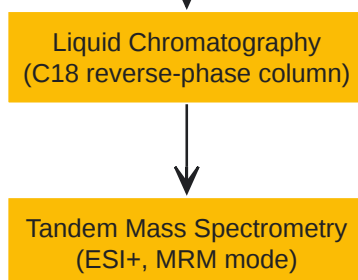 Liquid Chromatography
(C18 reverse-phase column)
Tandem Mass Spectrometry
(ESI+, MRM mode)